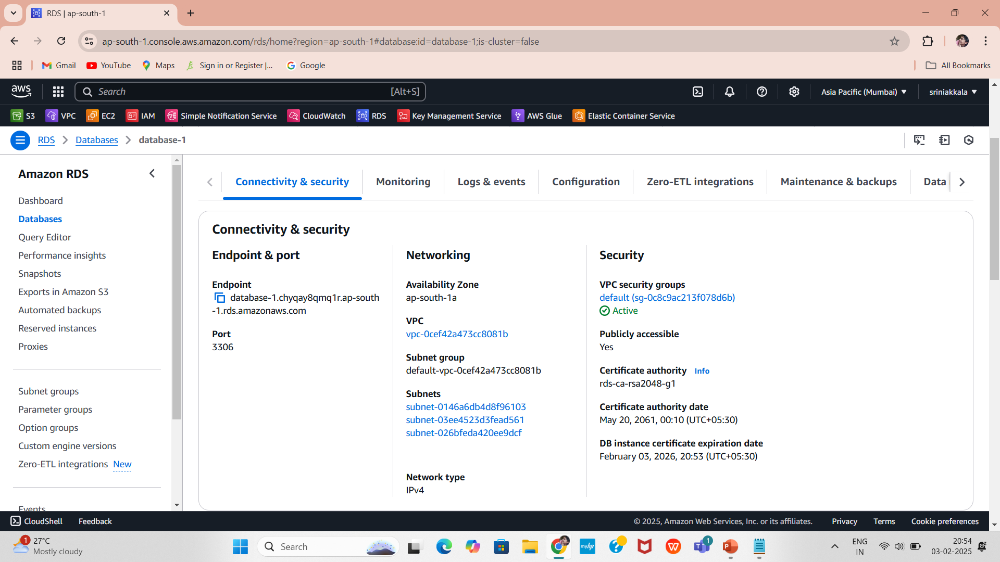 RDS | ap-south-1
ap-south-1.console.aws.amazon.com/rds/home?region=ap-south-1#database:id=database-1;is-cluster=false
Gmail YouTube Maps Sign in or Register |... Google All Bookmarks
aws Search [Alt+S] Asia Pacific (Mumbai) sriniakkala
S3 VPC EC2 IAM Simple Notification Service CloudWatch RDS Key Management Service AWS Glue Elastic Container Service
RDS Databases database-1
Amazon RDS
Dashboard
Databases
Query Editor
Performance insights
Snapshots
Exports in Amazon S3
Automated backups
Reserved instances
Proxies
Subnet groups
Parameter groups
Option groups
Custom engine versions
Zero-ETL integrations New
Events
Connectivity & security Monitoring Logs & events Configuration Zero-ETL integrations Maintenance & backups Data
Connectivity & security
Endpoint & port
Endpoint
database-1.chyqay8qmq1r.ap-south
-1.rds.amazonaws.com
Port
3306
Networking
Availability Zone
ap-south-1a
VPC
vpc-0cef42a473cc8081b
Subnet group
default-vpc-0cef42a473cc8081b
Subnets
subnet-0146a6db4d8f96103
subnet-03ee4523d3fead561
subnet-026bfeda420ee9dcf
Network type
IPv4
Security
VPC security groups
default (sg-0c8c9ac213f078d6b)
Active
Publicly accessible
Yes
Certificate authority Info
rds-ca-rsa2048-g1
Certificate authority date
May 20, 2061, 00:10 (UTC+05:30)
DB instance certificate expiration date
February 03, 2026, 20:53 (UTC+05:30)
CloudShell Feedback © 2025, Amazon Web Services, Inc. or its affiliates. Privacy Terms Cookie preferences
1
27°C
Mostly cloudy
Search
myhp
1
ENG
IN
20:54
03-02-2025